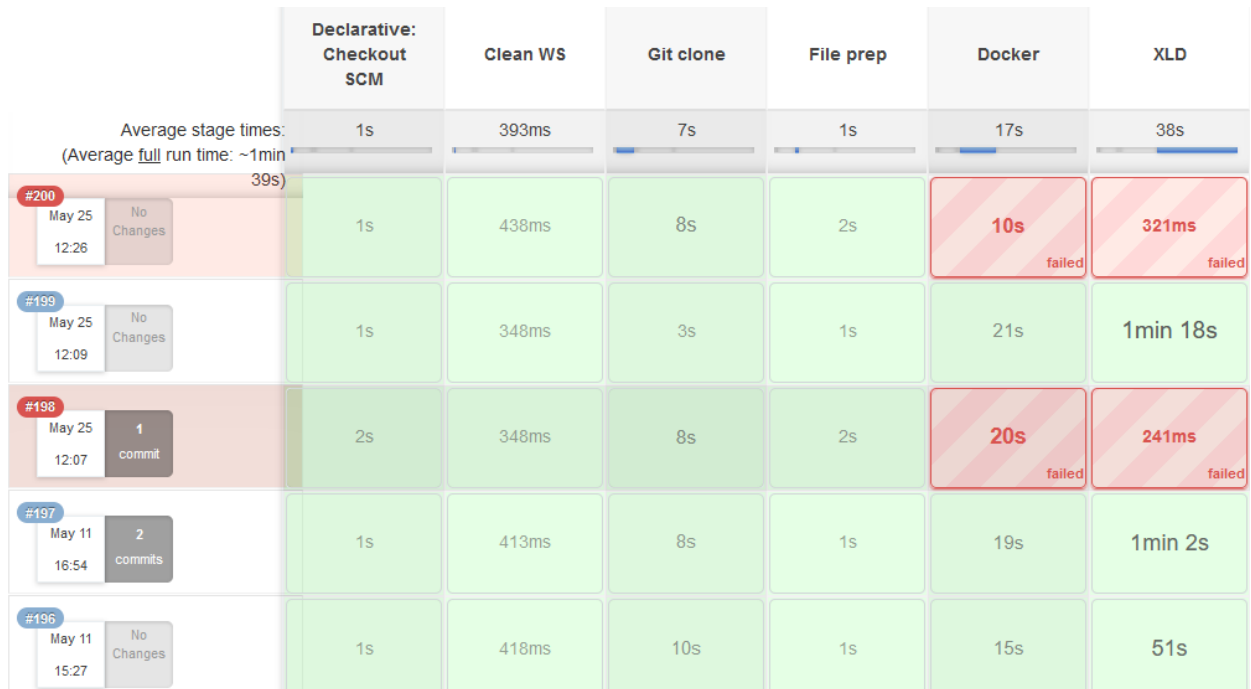 Declarative:
Checkout
SCM
Clean WS
Git clone
File prep
Docker
XLD
Average stage times:
(Average full run time: ~1min
39s)
1s
393ms
7s
1s
17s
38s
#200
May 25
12:26
No
Changes
1s
438ms
8s
2s
10s
failed
321ms
failed
#199
May 25
12:09
No
Changes
1s
348ms
3s
1s
21s
1min 18s
#198
May 25
12:07
1
commit
2s
348ms
8s
2s
20s
failed
241ms
failed
#197
May 11
16:54
2
commits
1s
413ms
8s
1s
19s
1min 2s
#196
May 11
15:27
No
Changes
1s
418ms
10s
1s
15s
51s